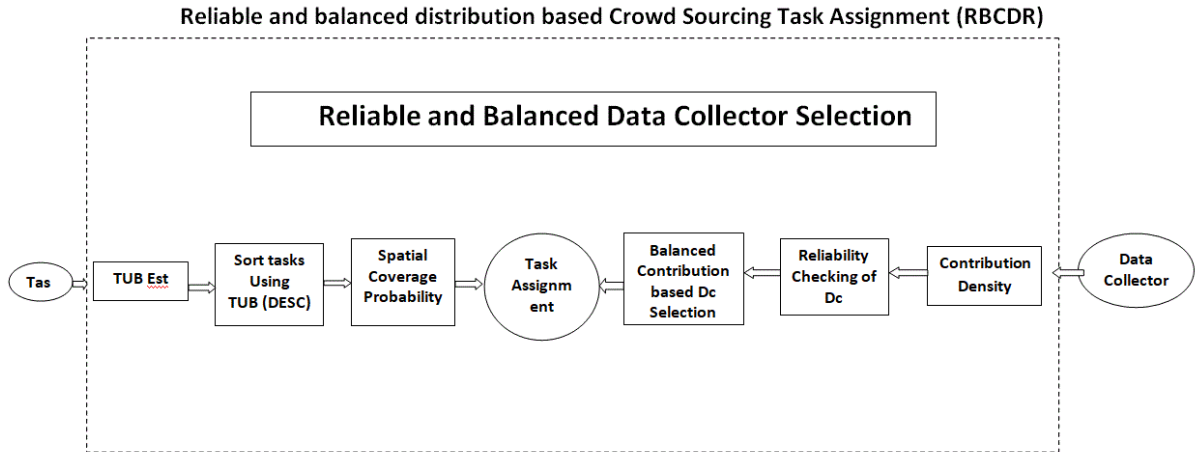 Reliable and balanced distribution based Crowd Sourcing Task Assignment (RBCDR)
Reliable and Balanced Data Collector Selection
Tas
TUB Est
Sort tasks
Using
TUB (DESC)
Spatial
Coverage
Probability
Task
Assignm
ent
Balanced
Contribution
based Dc
Selection
Reliability
Checking of
Dc
Contribution
Density
Data
Collector